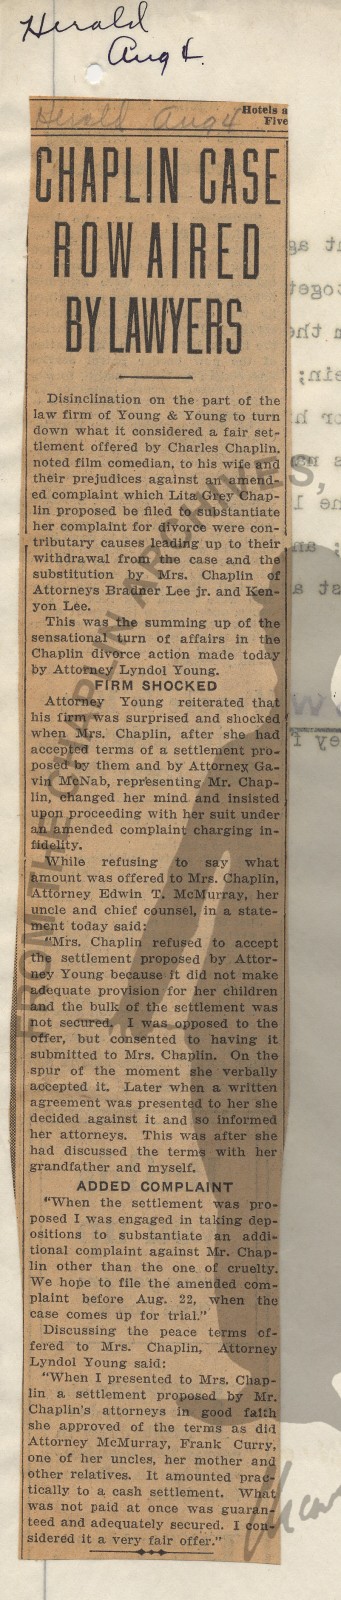 Herald
Aug 4.
Herald Aug 4
Hotels a
Five
CHAPLIN CASE
ROW AIRED
BY LAWYERS
Disinclination on the part of the
law firm of Young & Young to turn
down what it considered a fair set-
tlement offered by Charles Chaplin,
noted film comedian, to his wife and
their prejudices against an amend-
ed complaint which Lita Grey Chap-
lin proposed be filed to substantiate
her complaint for divorce were con-
tributary causes leading up to their
withdrawal from the case and the
substitution by Mrs. Chaplin of
Attorneys Bradner Lee jr. and Ken-
yon Lee.
This was the summing up of the
sensational turn of affairs in the
Chaplin divorce action made today
by Attorney Lyndol Young.
FIRM SHOCKED
Attorney Young reiterated that
his firm was surprised and shocked
when Mrs. Chaplin, after she had
accepted terms of a settlement pro-
posed by them and by Attorney Ga-
vin McNab, representing Mr. Chap-
lin, changed her mind and insisted
upon proceeding with her suit under
an amended complaint charging in-
fidelity.
While refusing to say what
amount was offered to Mrs. Chaplin,
Attorney Edwin T. McMurray, her
uncle and chief counsel, in a state-
ment today said:
"Mrs. Chaplin refused to accept
the settlement proposed by Attor-
ney Young because it did not make
adequate provision for her children
and the bulk of the settlement was
not secured. I was opposed to the
offer, but consented to having it
submitted to Mrs. Chaplin. On the
spur of the moment she verbally
accepted it. Later when a written
agreement was presented to her she
decided against it and so informed
her attorneys. This was after she
had discussed the terms with her
grandfather and myself.
ADDED COMPLAINT
"When the settlement was pro-
posed I was engaged in taking dep-
ositions to substantiate an addi-
tional complaint against Mr. Chap-
lin other than the one of cruelty.
We hope to file the amended com-
plaint before Aug. 22, when the
case comes up for trial."
Discussing the peace terms of-
fered to Mrs. Chaplin, Attorney
Lyndol Young said:
"When I presented to Mrs. Chap-
lin a settlement proposed by Mr.
Chaplin's attorneys in good faith
she approved of the terms as did
Attorney McMurray, Frank Curry,
one of her uncles, her mother and
other relatives. It amounted prac-
tically to a cash settlement. What
was not paid at once was guaran-
teed and adequately secured. I con-
sidered it a very fair offer."
FROM THE CHAPLIN ARCHIVES,